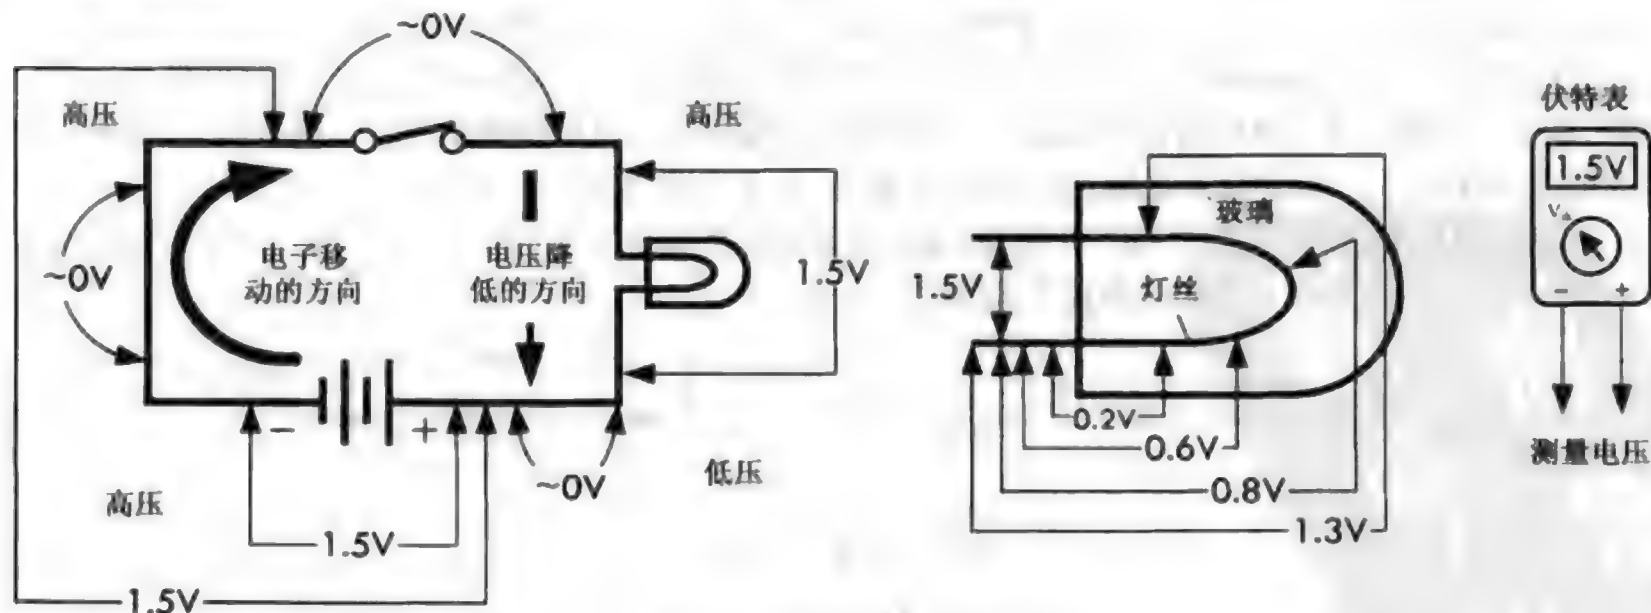 ~0V
高压
高压
~0V
电子移
动的方向
电压降
低的方向
1.5V
−
+
~0V
低压
高压
1.5V
1.5V
玻璃
灯丝
1.5V
0.2V
0.6V
0.8V
1.3V
伏特表
1.5V
−
+
测量电压